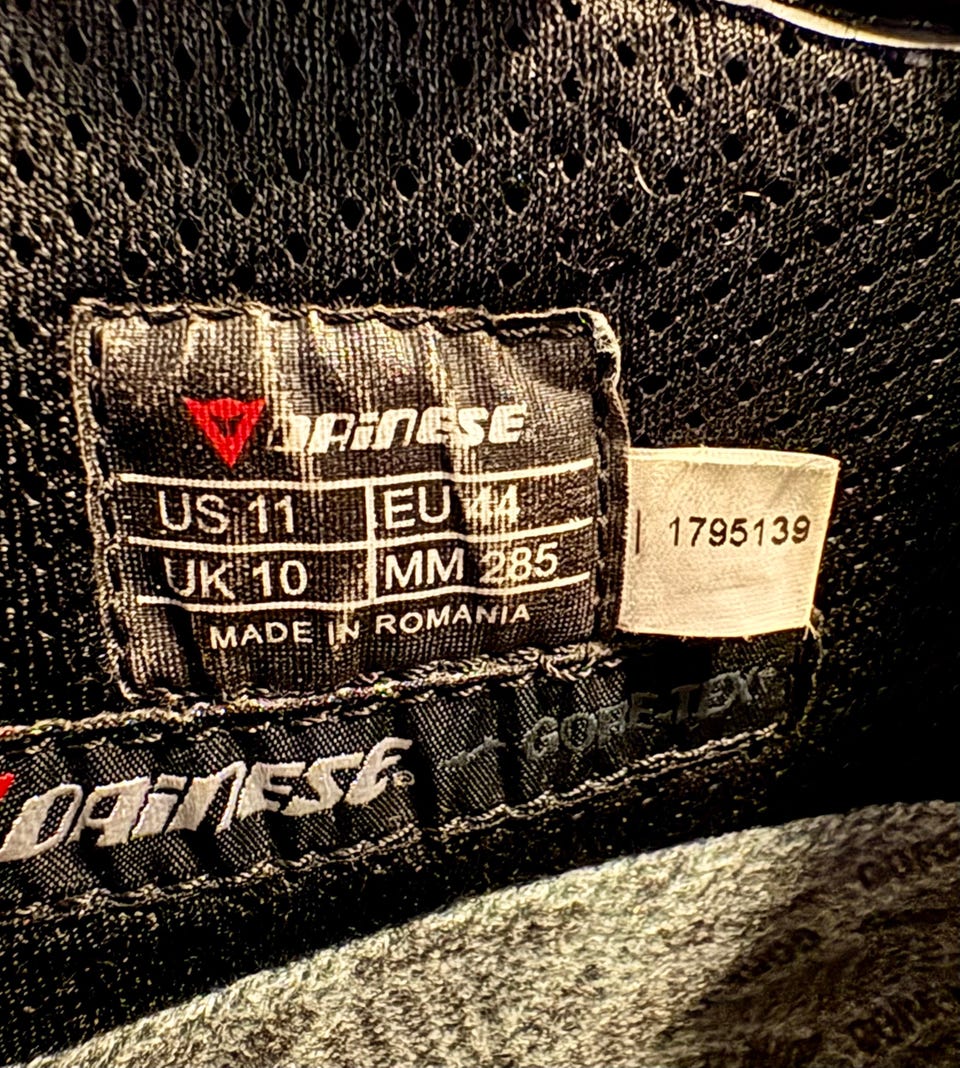 DAINESE
US 11 EU 44
UK 10 MM 285
MADE IN ROMANIA
1795139
DAINESE® + GORE-TEX®